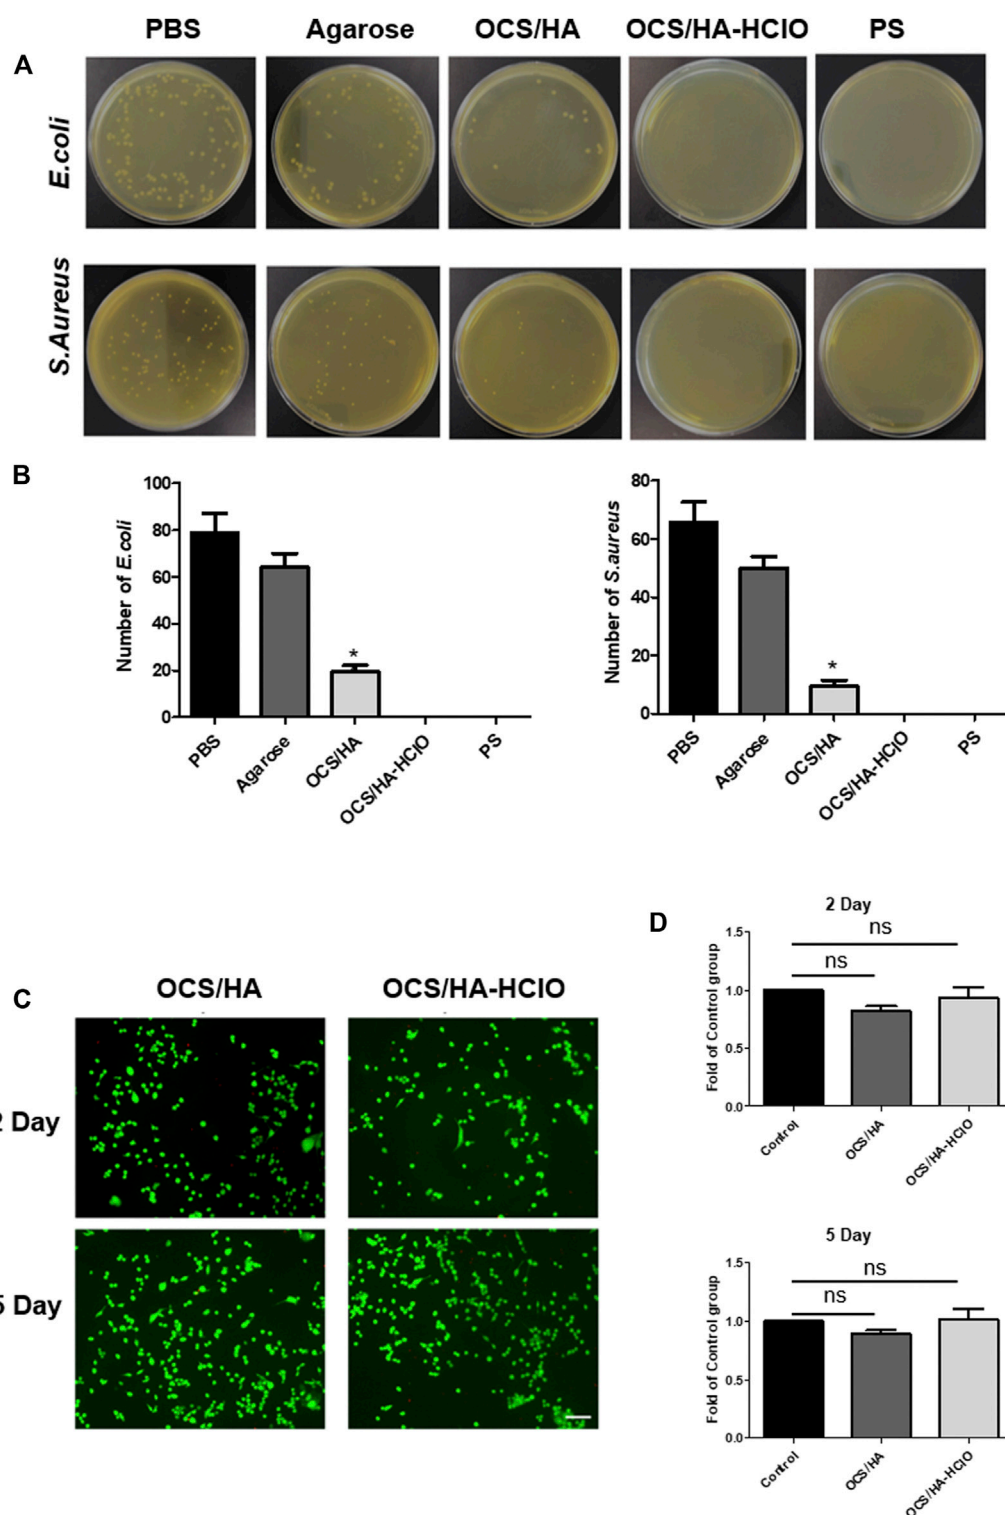 PBS Agarose OCS/HA OCS/HA-HClO PS
A
E.coli
S.Aureus
B
100
80
60
40
20
0
Number of E.coli
*
PBS
Agarose
OCS/HA
OCS/HA-HClO
PS
80
60
40
20
0
Number of S.aureus
*
PBS
Agarose
OCS/HA
OCS/HA-HClO
PS
C
OCS/HA OCS/HA-HClO
2 Day
5 Day
D
2 Day
1.5
1.0
0.5
0.0
Fold of Control group
ns
ns
Control
OCS/HA
OCS/HA-HClO
5 Day
1.5
1.0
0.5
0.0
Fold of Control group
ns
ns
Control
OCS/HA
OCS/HA-HClO